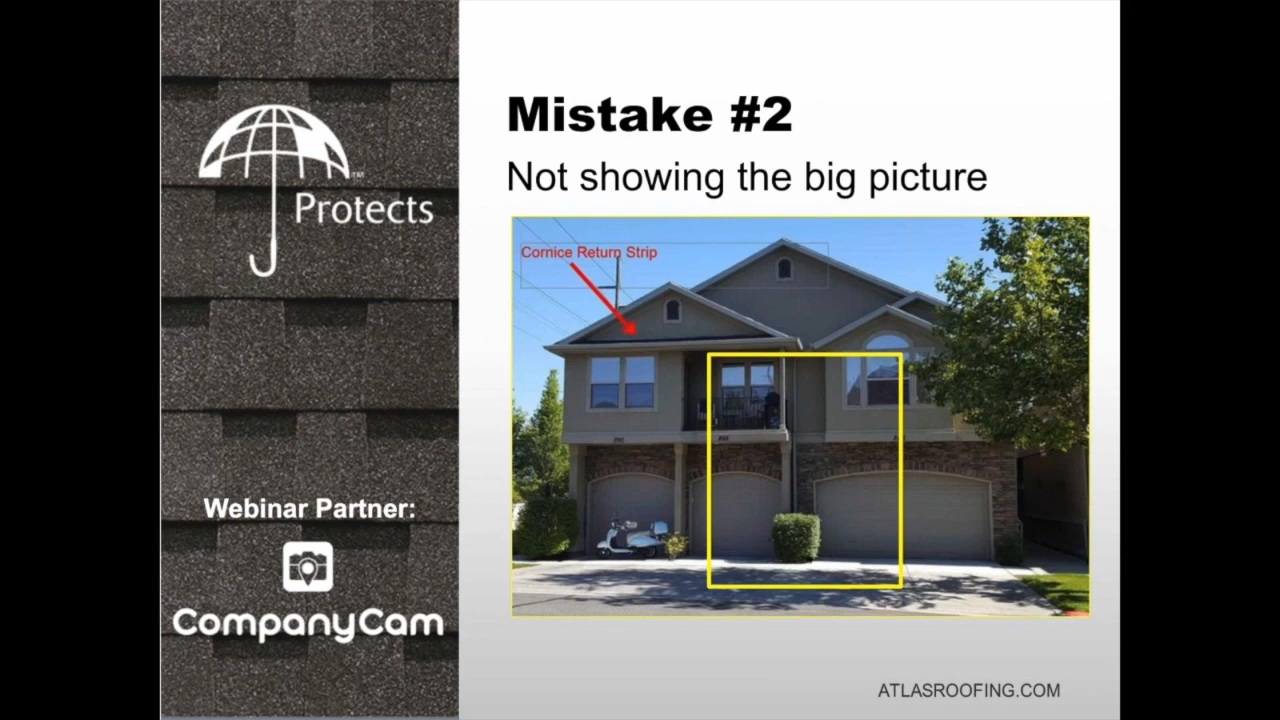 Mistake #2
Not showing the big picture
Cornice Return Strip
Protects
Webinar Partner:
CompanyCam
ATLASROOFING.COM